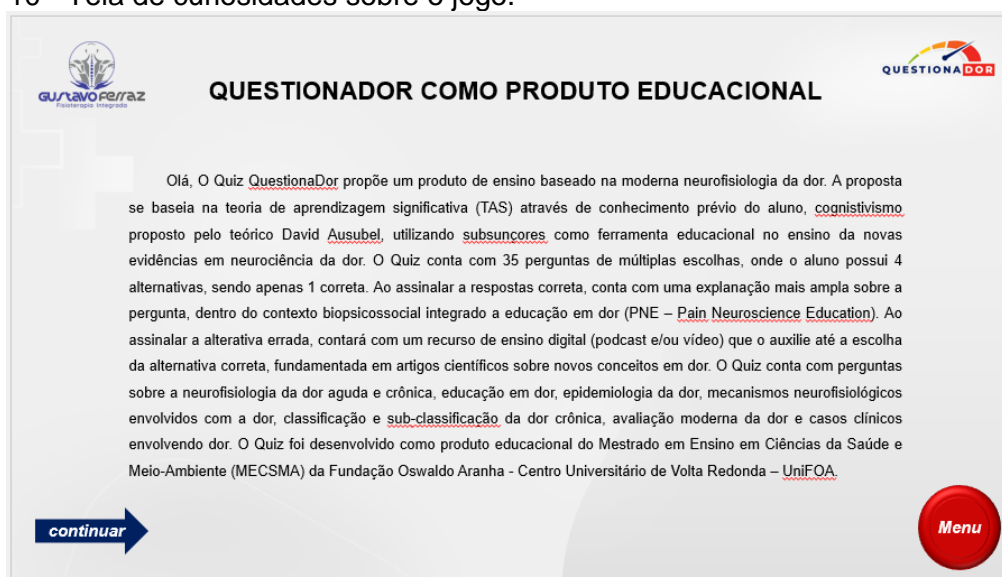 10 - Tela de curiosidades sobre o jogo.
GUSTAVO FERRAZ
Fisioterapia Integrada
QUESTIONADOR
QUESTIONADOR COMO PRODUTO EDUCACIONAL
Olá, O Quiz QuestionaDor propõe um produto de ensino baseado na moderna neurofisiologia da dor. A proposta
se baseia na teoria de aprendizagem significativa (TAS) através de conhecimento prévio do aluno, cognistivismo
proposto pelo teórico David Ausubel, utilizando subsunçores como ferramenta educacional no ensino da novas
evidências em neurociência da dor. O Quiz conta com 35 perguntas de múltiplas escolhas, onde o aluno possui 4
alternativas, sendo apenas 1 correta. Ao assinalar a respostas correta, conta com uma explanação mais ampla sobre a
pergunta, dentro do contexto biopsicossocial integrado a educação em dor (PNE – Pain Neuroscience Education). Ao
assinalar a alterativa errada, contará com um recurso de ensino digital (podcast e/ou vídeo) que o auxilie até a escolha
da alternativa correta, fundamentada em artigos científicos sobre novos conceitos em dor. O Quiz conta com perguntas
sobre a neurofisiologia da dor aguda e crônica, educação em dor, epidemiologia da dor, mecanismos neurofisiológicos
envolvidos com a dor, classificação e sub-classificação da dor crônica, avaliação moderna da dor e casos clínicos
envolvendo dor. O Quiz foi desenvolvido como produto educacional do Mestrado em Ensino em Ciências da Saúde e
Meio-Ambiente (MECSMA) da Fundação Oswaldo Aranha - Centro Universitário de Volta Redonda – UniFOA.
continuar
Menu